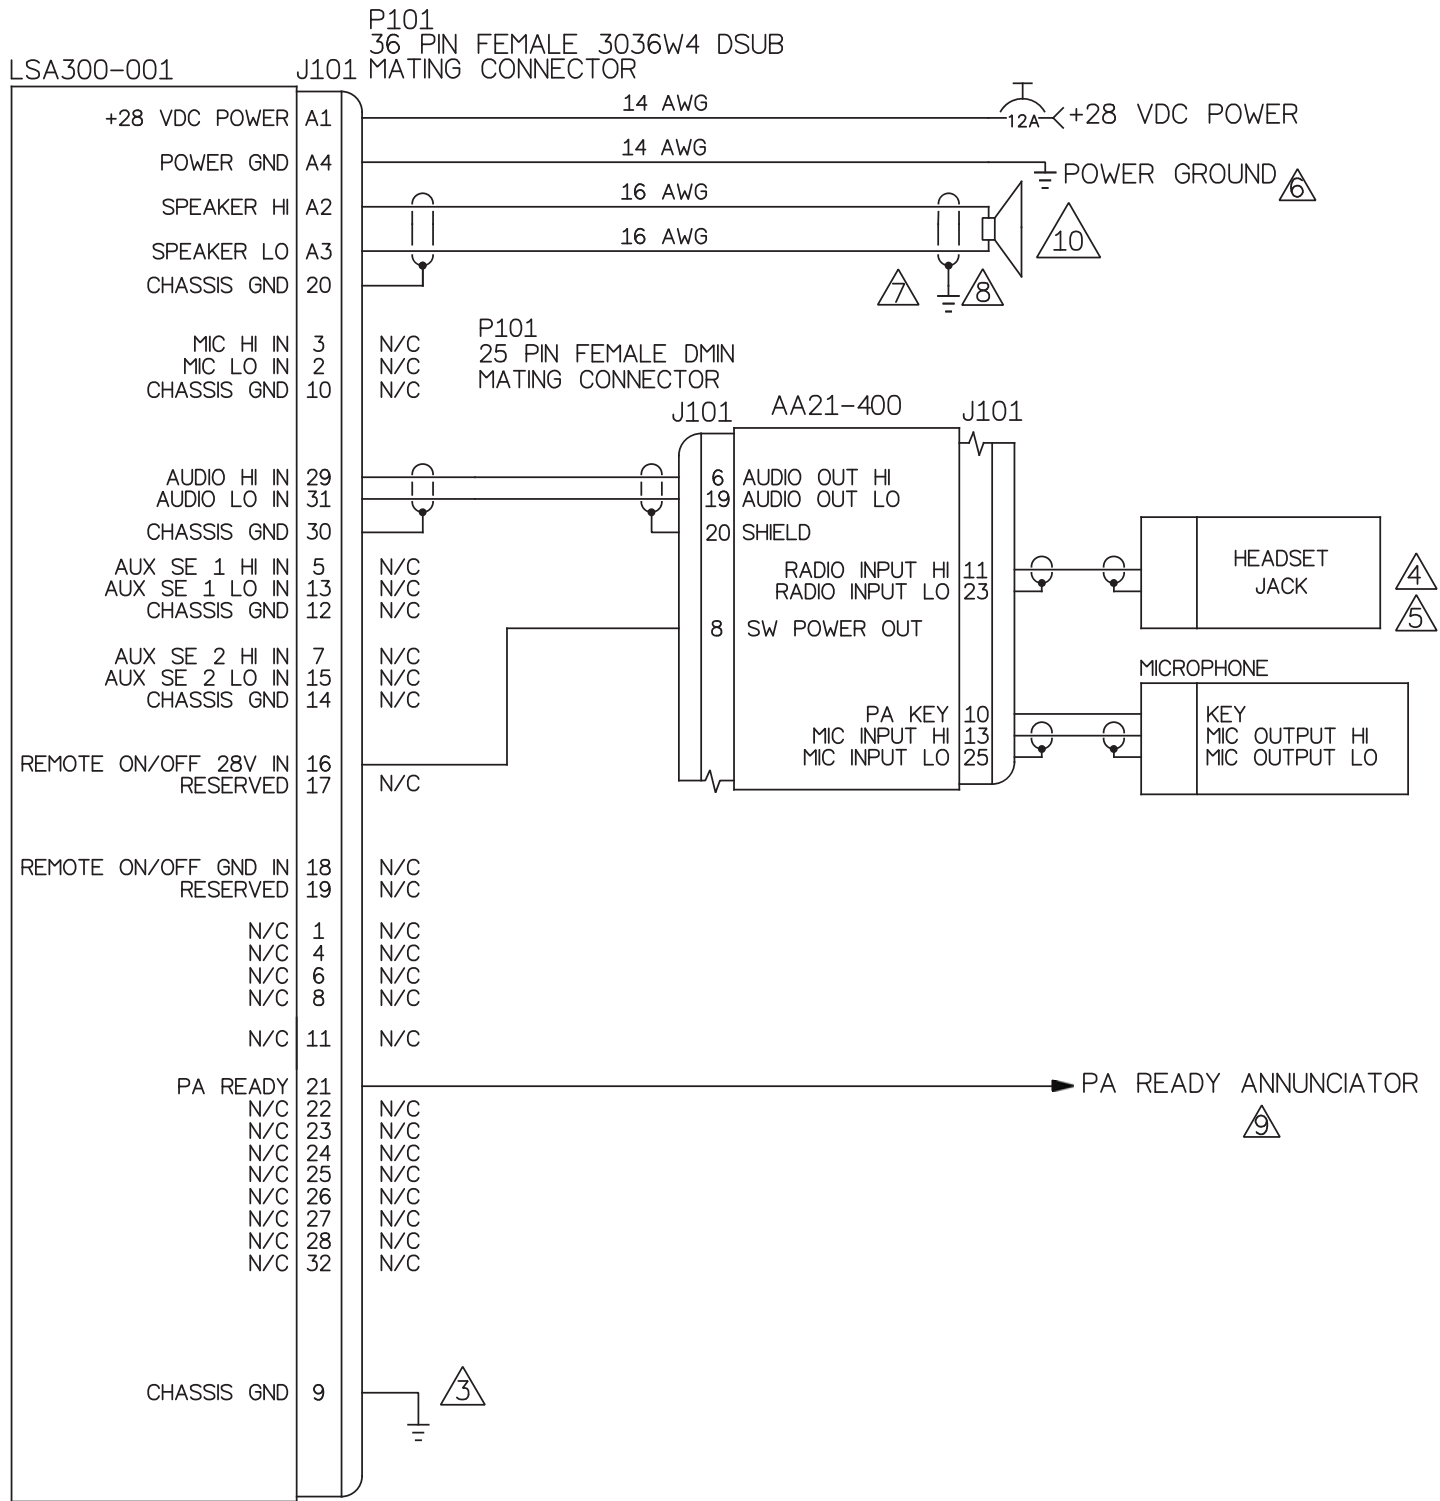 P101
36 PIN FEMALE 3036W4 DSUB
MATING CONNECTOR
LSA300-001
J101
+28 VDC POWER A1
14 AWG
12A
+28 VDC POWER
POWER GND A4
14 AWG
POWER GROUND 6
SPEAKER HI A2
16 AWG
SPEAKER LO A3
16 AWG
10
CHASSIS GND 20
7
8
MIC HI IN 3 N/C
MIC LO IN 2 N/C
CHASSIS GND 10 N/C
P101
25 PIN FEMALE DMIN
MATING CONNECTOR
J101
AA21-400
J101
AUDIO HI IN 29
6 AUDIO OUT HI
AUDIO LO IN 31
19 AUDIO OUT LO
CHASSIS GND 30
20 SHIELD
AUX SE 1 HI IN 5 N/C
AUX SE 1 LO IN 13 N/C
CHASSIS GND 12 N/C
RADIO INPUT HI 11
RADIO INPUT LO 23
HEADSET
JACK
4
5
8 SW POWER OUT
AUX SE 2 HI IN 7 N/C
AUX SE 2 LO IN 15 N/C
CHASSIS GND 14 N/C
MICROPHONE
PA KEY 10
KEY
MIC INPUT HI 13
MIC OUTPUT HI
MIC INPUT LO 25
MIC OUTPUT LO
REMOTE ON/OFF 28V IN 16
RESERVED 17 N/C
REMOTE ON/OFF GND IN 18 N/C
RESERVED 19 N/C
N/C 1 N/C
N/C 4 N/C
N/C 6 N/C
N/C 8 N/C
N/C 11 N/C
PA READY 21
PA READY ANNUNCIATOR
9
N/C 22 N/C
N/C 23 N/C
N/C 24 N/C
N/C 25 N/C
N/C 26 N/C
N/C 27 N/C
N/C 28 N/C
N/C 32 N/C
CHASSIS GND 9
3